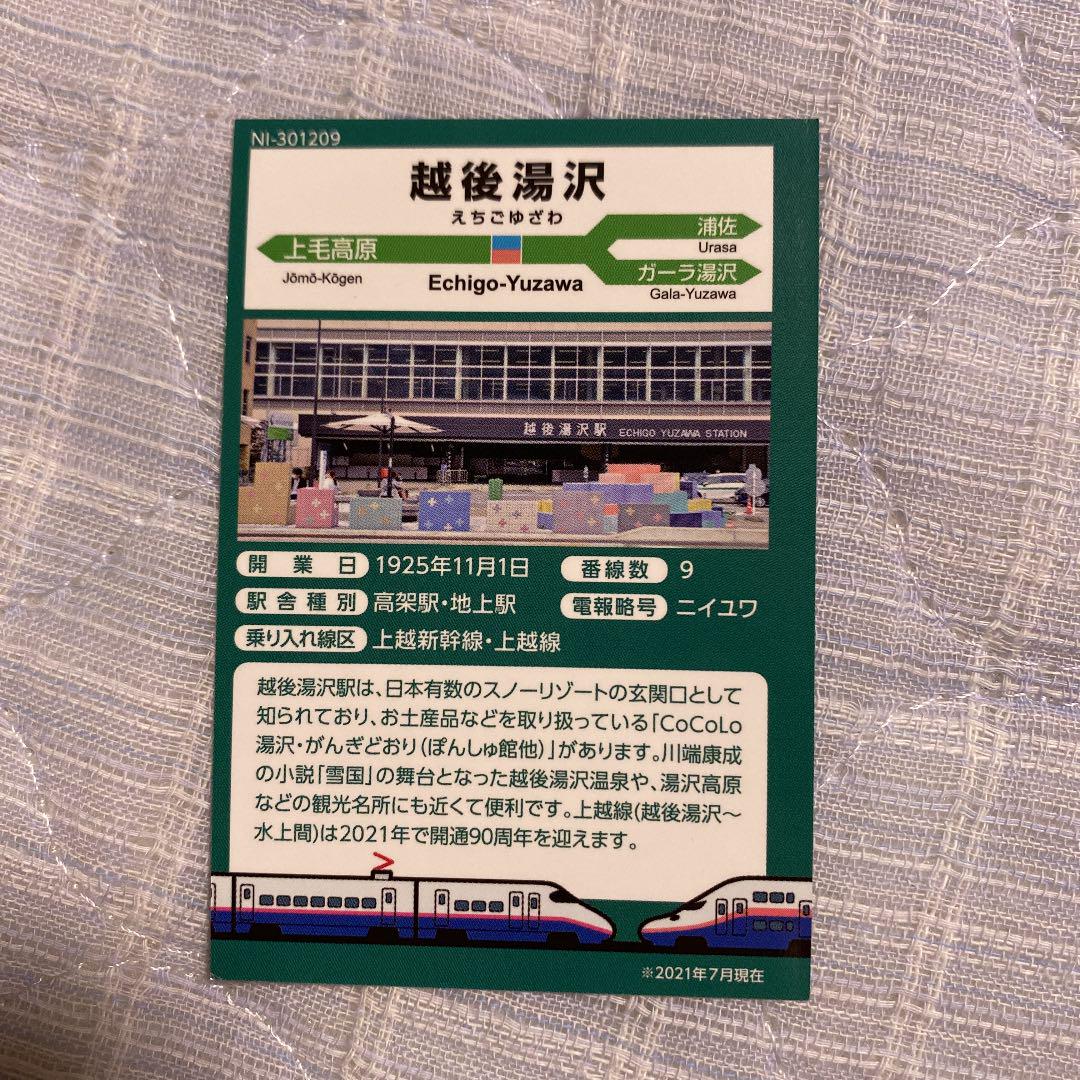 NI-301209
越後湯沢
えちごゆざわ
上毛高原
Jōmō-Kōgen
Echigo-Yuzawa
浦佐
Urasa
ガーラ湯沢
Gala-Yuzawa
越後湯沢駅 ECHIGO YUZAWA STATION
開業日 1925年11月1日 番線数 9
駅舎種別 高架駅・地上駅 電報略号 ニイユワ
乗り入れ線区 上越新幹線・上越線
越後湯沢駅は、日本有数のスノーリゾートの玄関口として
知られており、お土産品などを取り扱っている「CoCoLo
湯沢・がんぎどおり(ぽんしゅ館他)」があります。川端康成
の小説「雪国」の舞台となった越後湯沢温泉や、湯沢高原
などの観光名所にも近くて便利です。上越線(越後湯沢〜
水上間)は2021年で開通90周年を迎えます。
※2021年7月現在